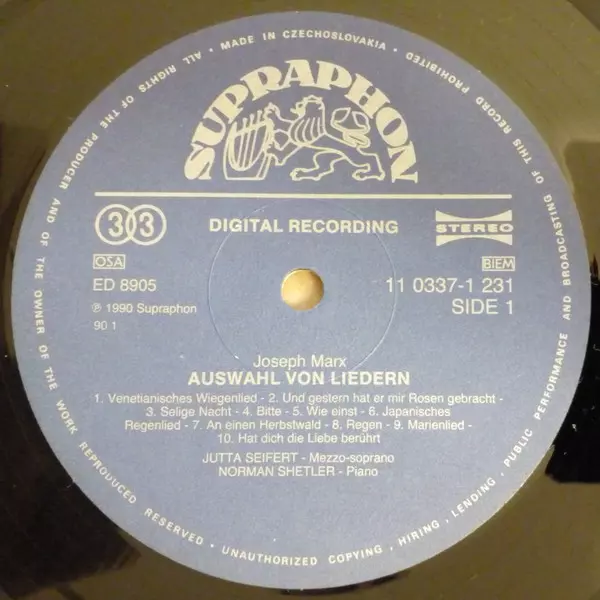 ALL RIGHTS OF THE PRODUCER AND OF THE OWNER OF THE WORK REPRODUCED RESERVED • UNAUTHORIZED COPYING, HIRING, LENDING, PUBLIC PERFORMANCE AND BROADCASTING OF THIS RECORD PROHIBITED • MADE IN CZECHOSLOVAKIA •
SUPRAPHON
33
DIGITAL RECORDING
STEREO
OSA
BIEM
ED 8905
11 0337-1 231
℗ 1990 Supraphon
SIDE 1
90 1
Joseph Marx
AUSWAHL VON LIEDERN
1. Venetianisches Wiegenlied - 2. Und gestern hat er mir Rosen gebracht -
3. Selige Nacht - 4. Bitte - 5. Wie einst - 6. Japanisches
Regenlied - 7. An einen Herbstwald - 8. Regen - 9. Marienlied -
10. Hat dich die Liebe berührt
JUTTA SEIFERT - Mezzo-soprano
NORMAN SHETLER - Piano